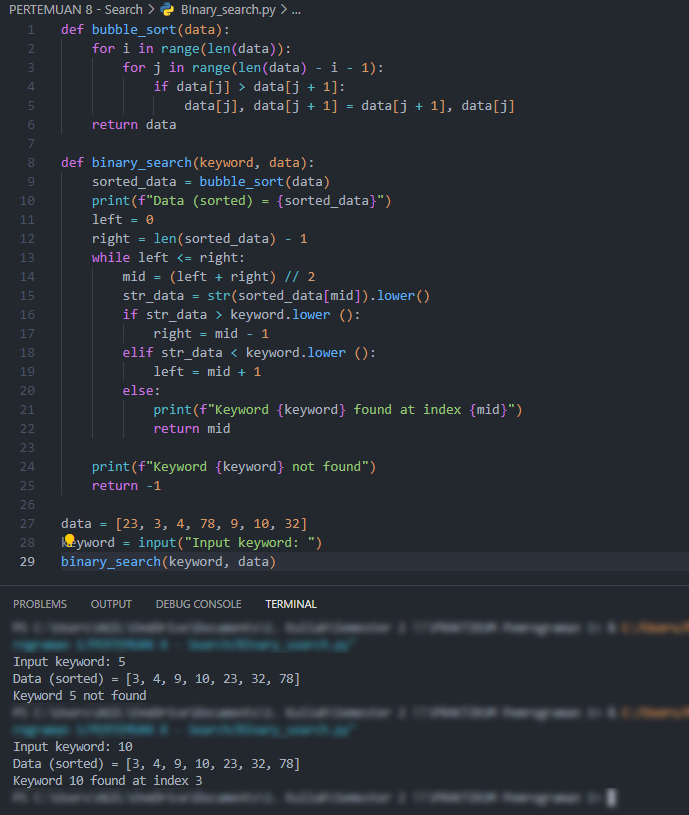 PERTEMUAN 8 - Search > BInary_search.py > ...
1 def bubble_sort(data):
2     for i in range(len(data)):
3         for j in range(len(data) - i - 1):
4             if data[j] > data[j + 1]:
5                 data[j], data[j + 1] = data[j + 1], data[j]
6     return data
7
8 def binary_search(keyword, data):
9     sorted_data = bubble_sort(data)
10     print(f"Data (sorted) = {sorted_data}")
11     left = 0
12     right = len(sorted_data) - 1
13     while left <= right:
14         mid = (left + right) // 2
15         str_data = str(sorted_data[mid]).lower()
16         if str_data > keyword.lower ():
17             right = mid - 1
18         elif str_data < keyword.lower ():
19             left = mid + 1
20         else:
21             print(f"Keyword {keyword} found at index {mid}")
22             return mid
23
24     print(f"Keyword {keyword} not found")
25     return -1
26
27 data = [23, 3, 4, 78, 9, 10, 32]
28 keyword = input("Input keyword: ")
29 binary_search(keyword, data)
PROBLEMS OUTPUT DEBUG CONSOLE TERMINAL
Input keyword: 5
Data (sorted) = [3, 4, 9, 10, 23, 32, 78]
Keyword 5 not found
Input keyword: 10
Data (sorted) = [3, 4, 9, 10, 23, 32, 78]
Keyword 10 found at index 3